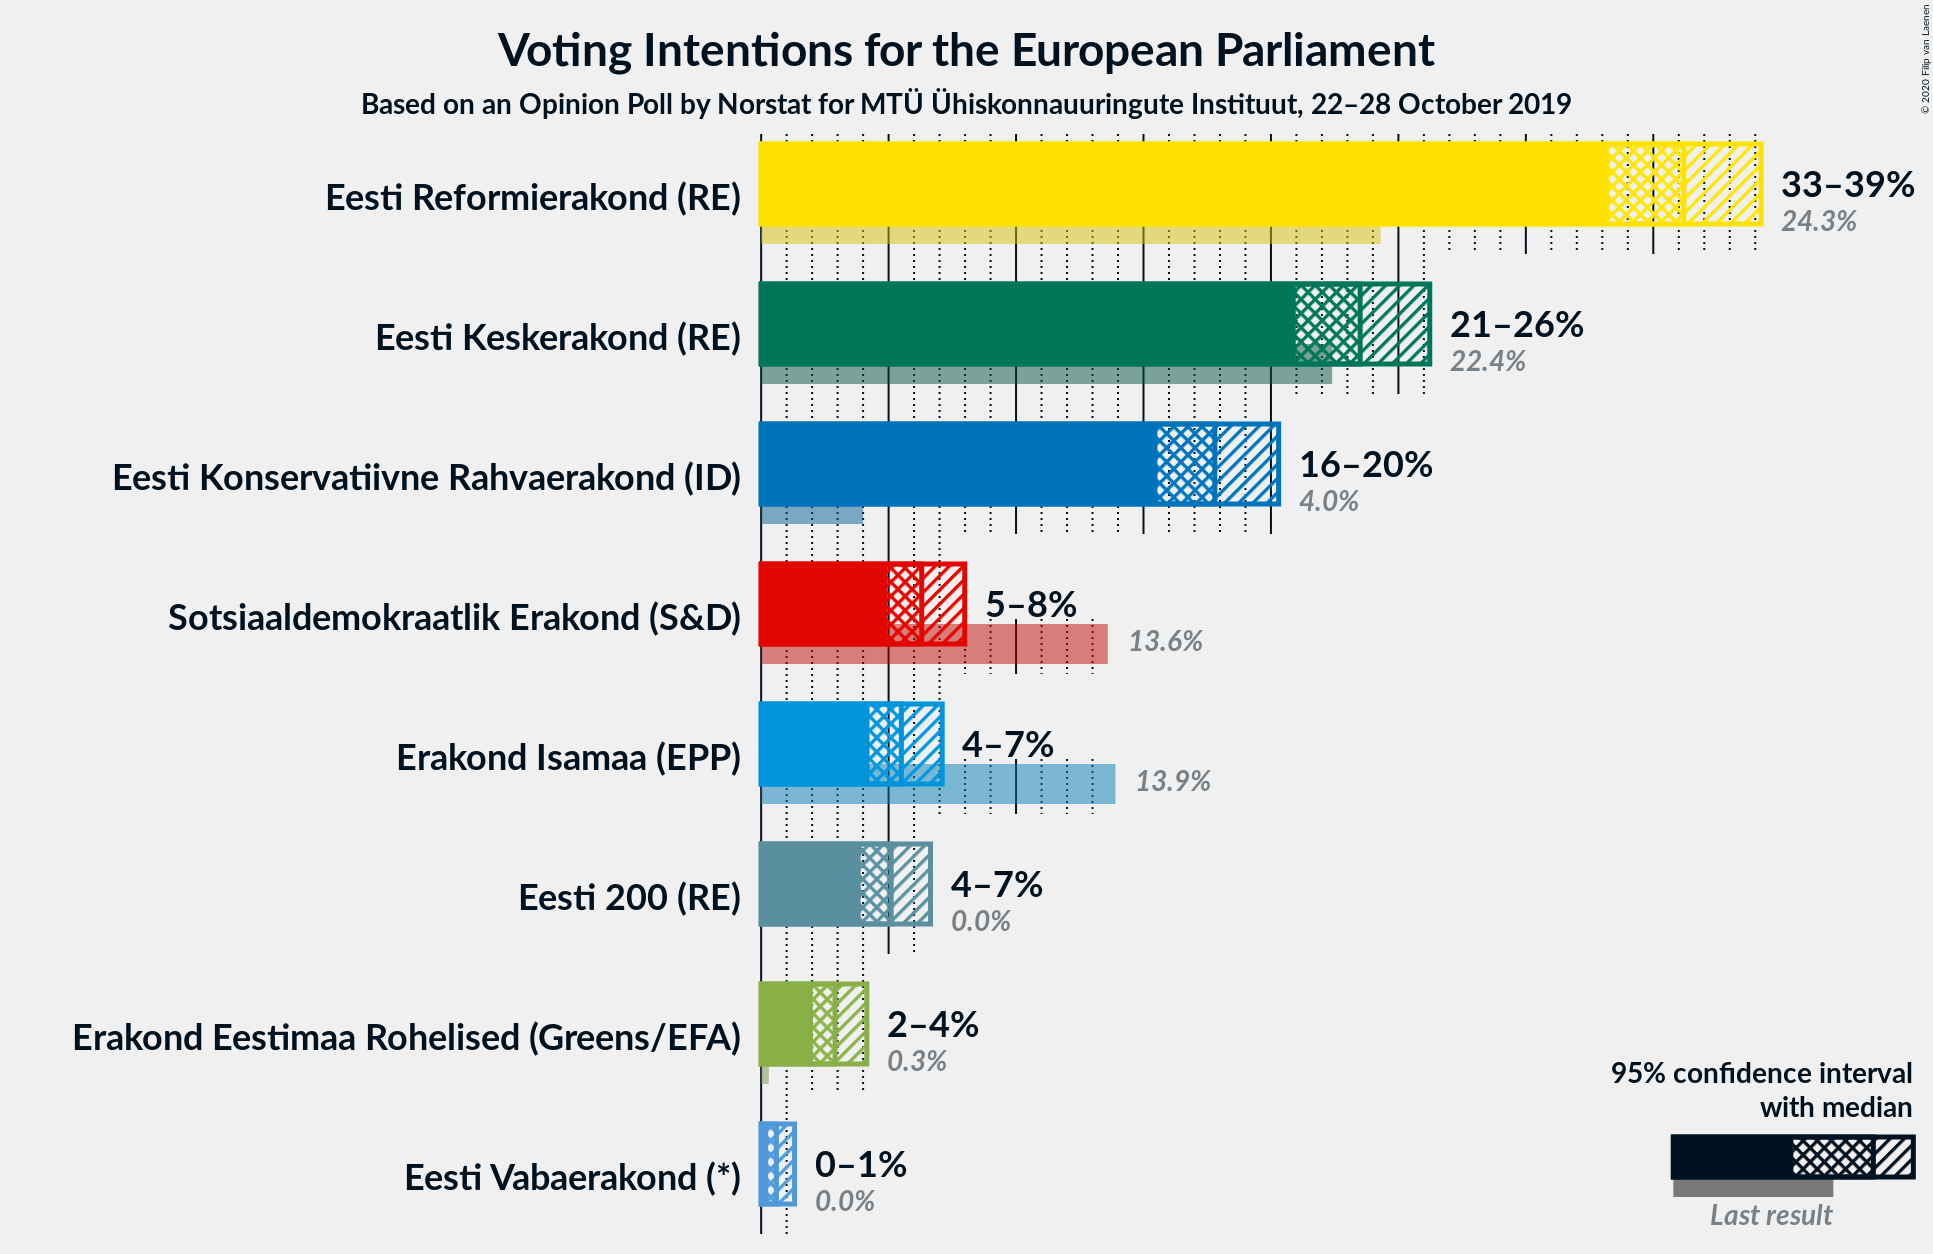 Voting Intentions for the European Parliament
Based on an Opinion Poll by Norstat for MTÜ Ühiskonnauuringute Instituut, 22–28 October 2019
© 2020 Filip van Laenen
Eesti Reformierakond (RE)
33–39%
24.3%
Eesti Keskerakond (RE)
21–26%
22.4%
Eesti Konservatiivne Rahvaerakond (ID)
16–20%
4.0%
Sotsiaaldemokraatlik Erakond (S&D)
5–8%
13.6%
Erakond Isamaa (EPP)
4–7%
13.9%
Eesti 200 (RE)
4–7%
0.0%
Erakond Eestimaa Rohelised (Greens/EFA)
2–4%
0.3%
Eesti Vabaerakond (*)
0–1%
0.0%
95% confidence interval
with median
Last result